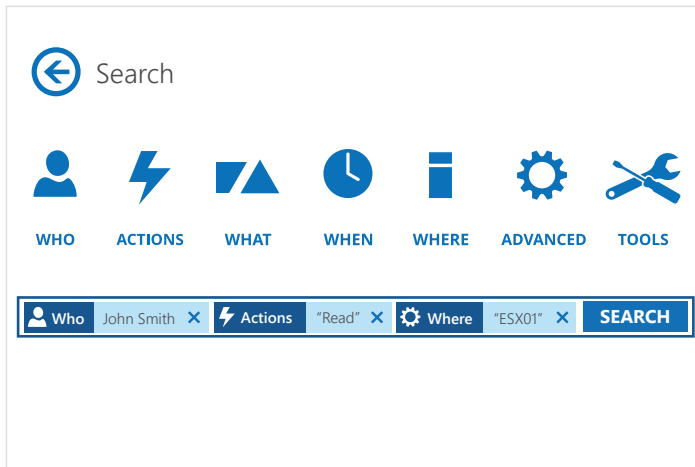 Search
WHO ACTIONS WHAT WHEN WHERE ADVANCED TOOLS
Who John Smith ✕ Actions “Read” ✕ Where “ESX01” ✕ SEARCH